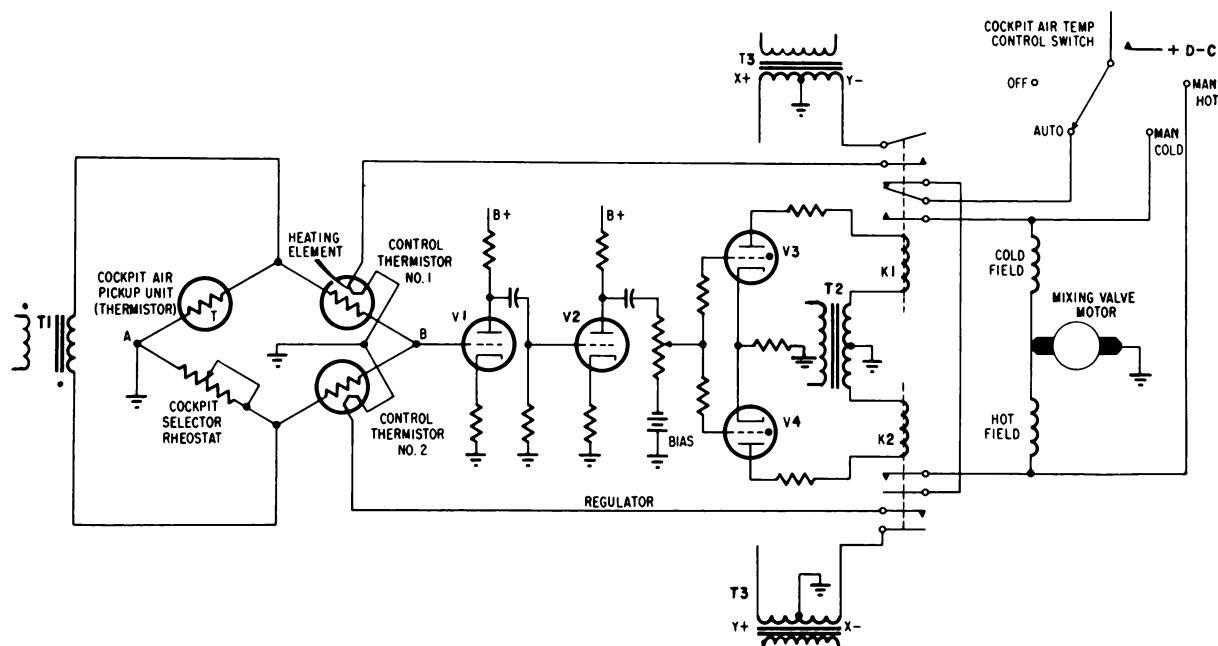 COCKPIT AIR TEMP
CONTROL SWITCH
+ D-C
T3
X+
Y-
OFF
MAN
HOT
AUTO
MAN
COLD
B+
B+
HEATING
ELEMENT
CONTROL
THERMISTOR
NO. 1
V3
COCKPIT AIR
PICKUP UNIT
(THERMISTOR)
T
K1
COLD
FIELD
T2
MIXING VALVE
MOTOR
T1
A
B
V1
V2
COCKPIT
SELECTOR
RHEOSTAT
CONTROL
THERMISTOR
NO. 2
BIAS
V4
K2
HOT
FIELD
REGULATOR
T3
Y+
X-